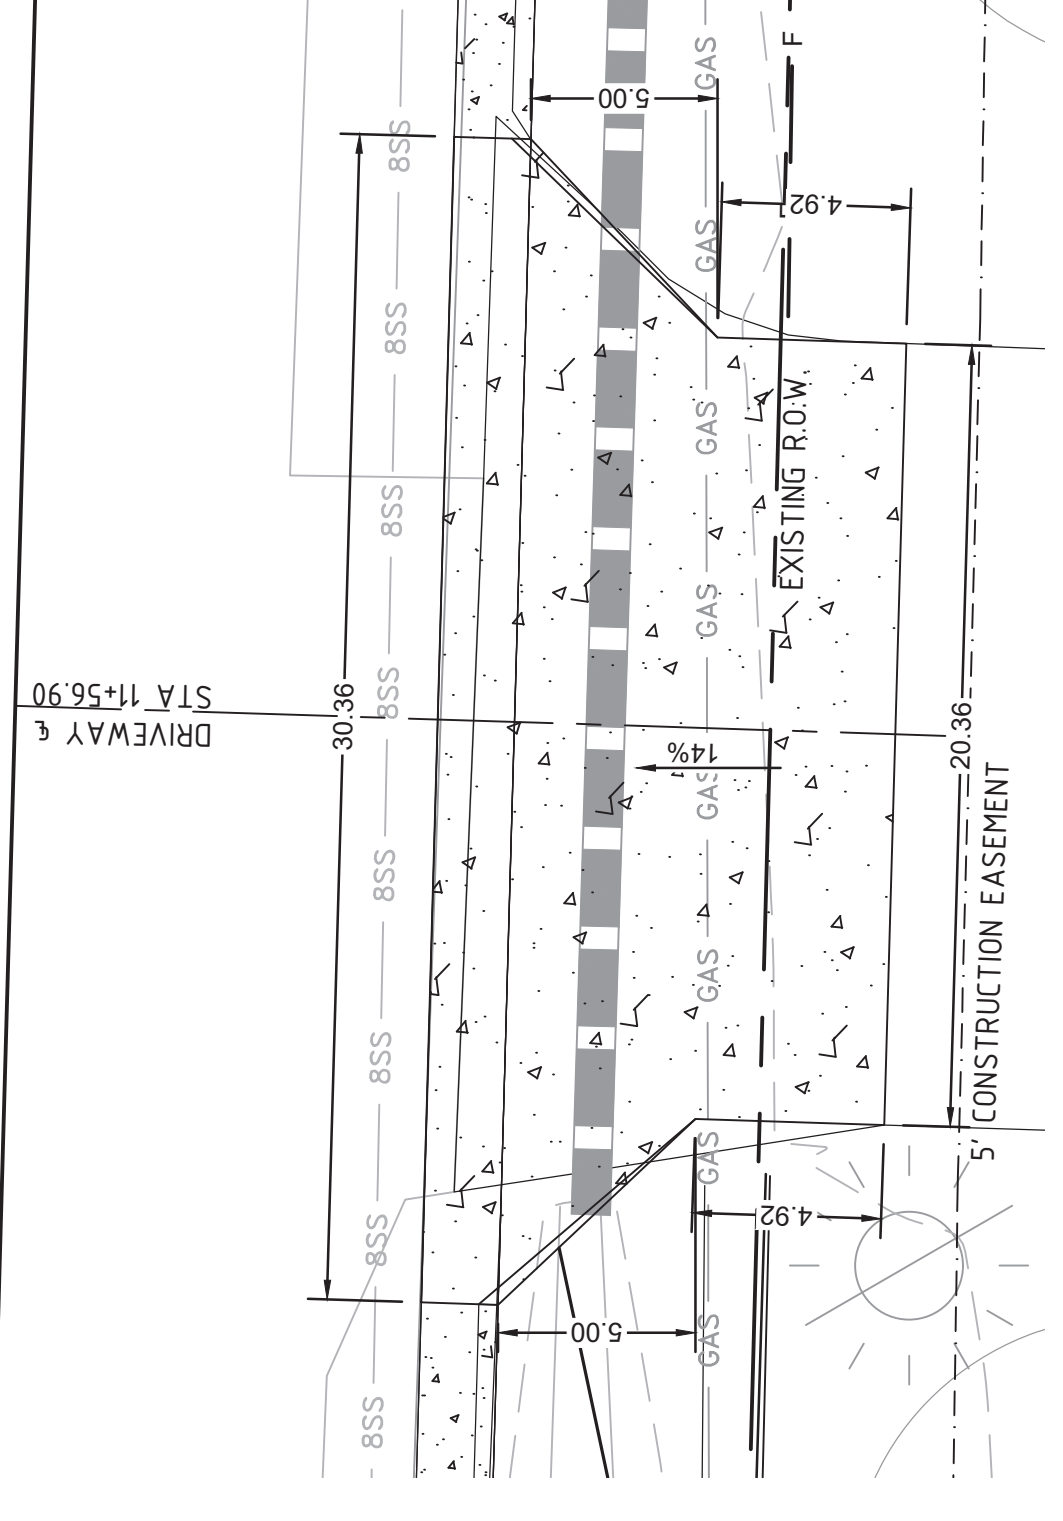 DRIVEWAY ℄
STA 11+56.90
30.36
20.36
5.00
4.92
5.00
4.92
14%
EXISTING R.O.W
5' CONSTRUCTION EASEMENT
F
8SS
8SS
8SS
8SS
8SS
8SS
8SS
8SS
GAS
GAS
GAS
GAS
GAS
GAS
GAS
GAS